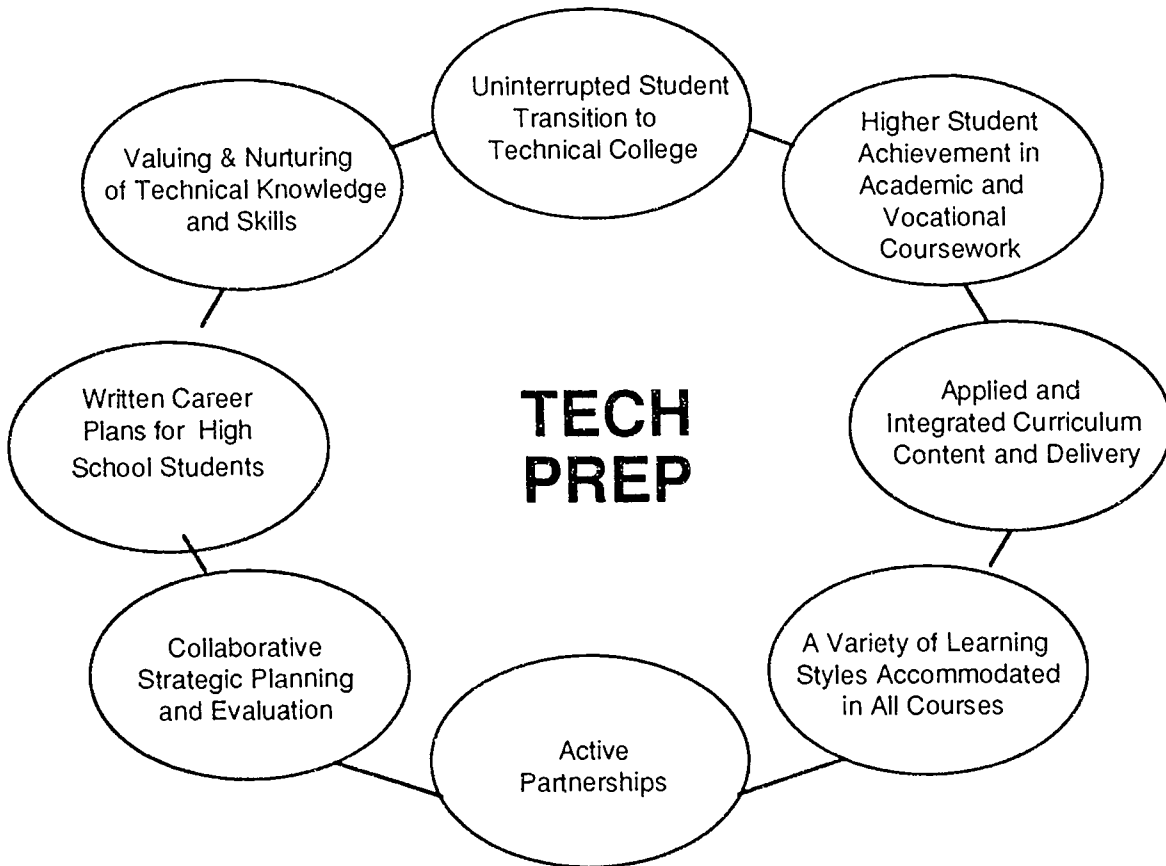 Uninterrupted Student
Transition to
Technical College
Higher Student
Achievement in
Academic and
Vocational
Coursework
Applied and
Integrated Curriculum
Content and Delivery
A Variety of Learning
Styles Accommodated
in All Courses
Active
Partnerships
Collaborative
Strategic Planning
and Evaluation
Written Career
Plans for High
School Students
Valuing & Nurturing
of Technical Knowledge
and Skills
TECH
PREP